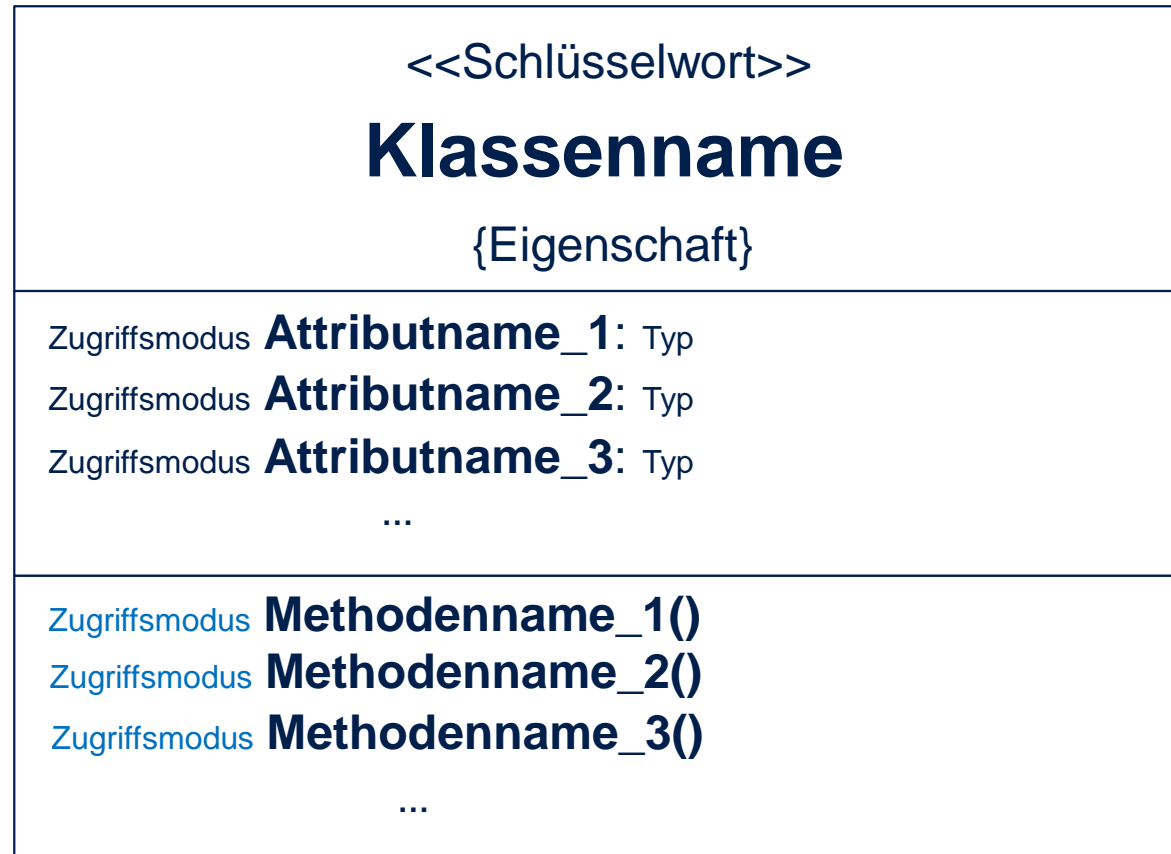 <<Schlüsselwort>>
Klassenname
{Eigenschaft}
Zugriffsmodus Attributname_1: Typ
Zugriffsmodus Attributname_2: Typ
Zugriffsmodus Attributname_3: Typ
...
Zugriffsmodus Methodenname_1()
Zugriffsmodus Methodenname_2()
Zugriffsmodus Methodenname_3()
...